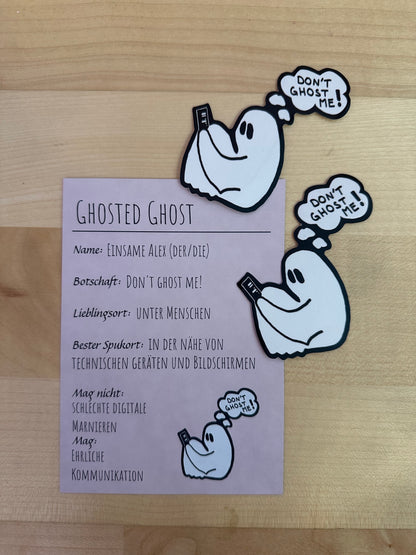 DON'T
GHOST
ME!
DON'T
GHOST
ME!
GHOSTED GHOST
Name: EINSAME ALEX (DER/DIE)
Botschaft: DON´T GHOST ME!
Lieblingsort: UNTER MENSCHEN
Bester Spukort: IN DER NÄHE VON
TECHNISCHEN GERÄTEN UND BILDSCHIRMEN
Mag nicht:
SCHLECHTE DIGITALE
MARNIEREN
Mag:
EHRLICHE
KOMMUNIKATION
DON'T
GHOST
ME!